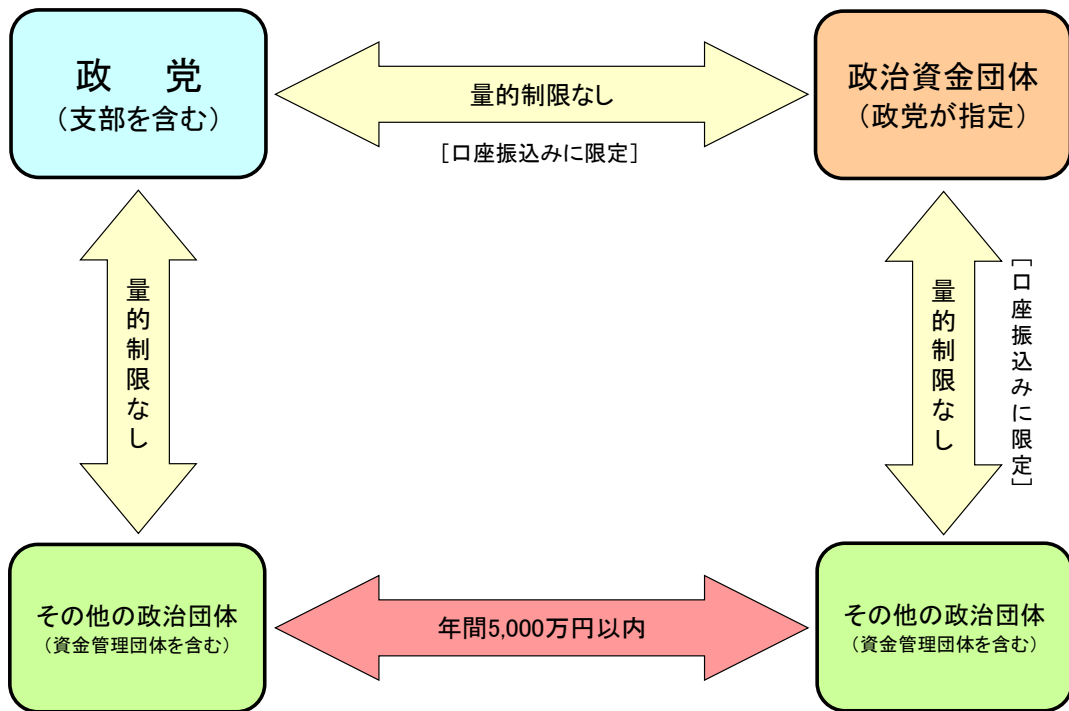 政　党
（支部を含む）
量的制限なし
［口座振込みに限定］
政治資金団体
（政党が指定）
量的制限なし
量的制限なし
［口座振込みに限定］
その他の政治団体
（資金管理団体を含む）
年間5,000万円以内
その他の政治団体
（資金管理団体を含む）